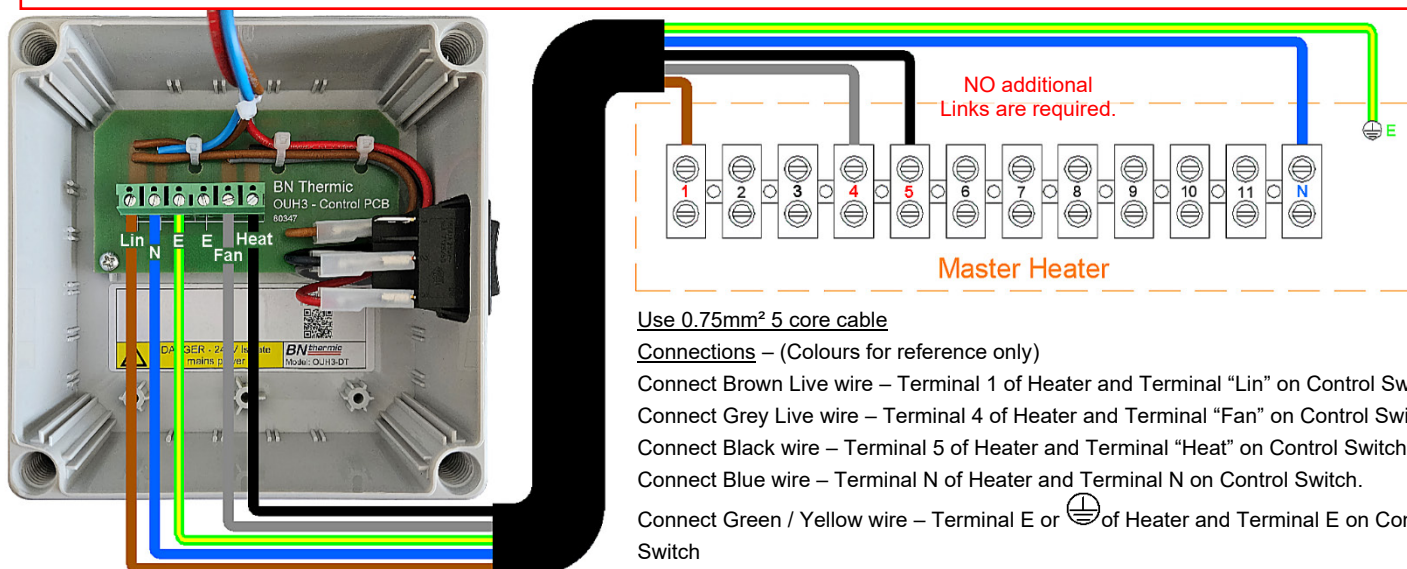 BN Thermic
OUH3 - Control PCB
80347
Lin N E E Fan Heat
mains power
BN thermic
Model: OUH3-DT
NO additional
Links are required.
E
1 2 3 4 5 6 7 8 9 10 11 N
Master Heater
Use 0.75mm² 5 core cable
Connections – (Colours for reference only)
Connect Brown Live wire – Terminal 1 of Heater and Terminal “Lin” on Control Sw
Connect Grey Live wire – Terminal 4 of Heater and Terminal “Fan” on Control Swi
Connect Black wire – Terminal 5 of Heater and Terminal “Heat” on Control Switch
Connect Blue wire – Terminal N of Heater and Terminal N on Control Switch.
Connect Green / Yellow wire – Terminal E or of Heater and Terminal E on Con
Switch